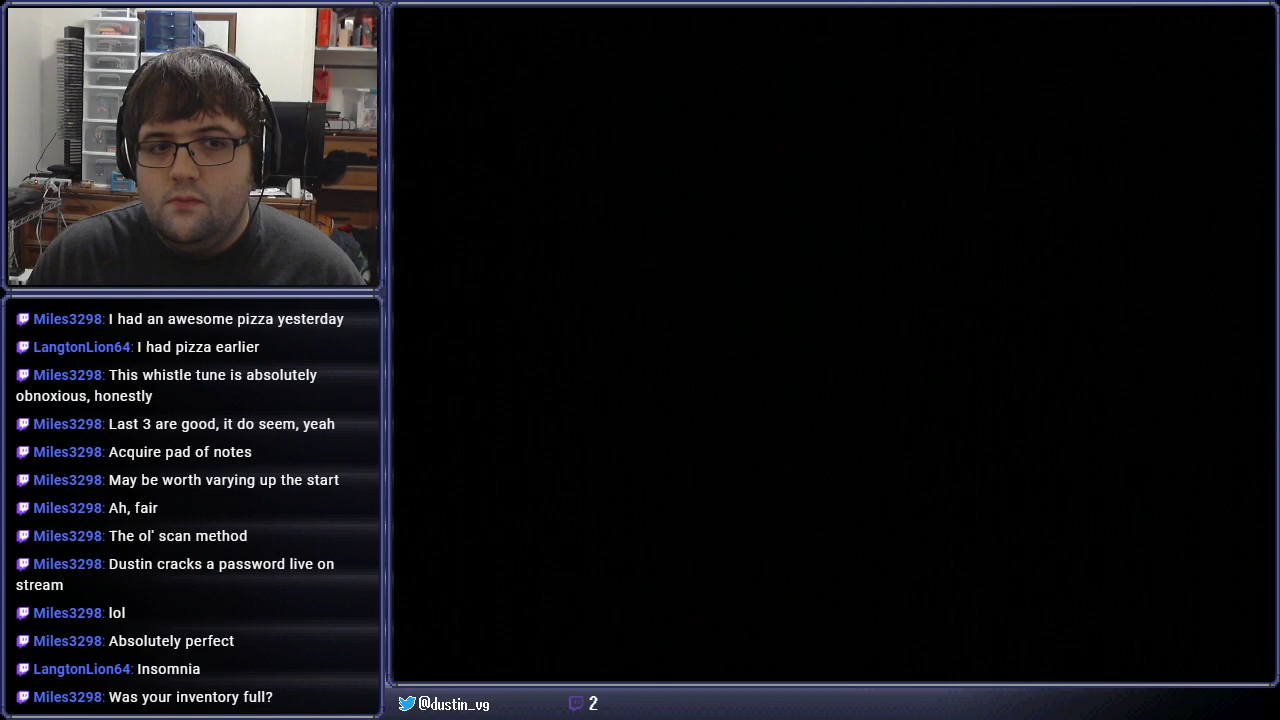 Miles3298: I had an awesome pizza yesterday
LangtonLion64: I had pizza earlier
Miles3298: This whistle tune is absolutely
obnoxious, honestly
Miles3298: Last 3 are good, it do seem, yeah
Miles3298: Acquire pad of notes
Miles3298: May be worth varying up the start
Miles3298: Ah, fair
Miles3298: The ol' scan method
Miles3298: Dustin cracks a password live on
stream
Miles3298: lol
Miles3298: Absolutely perfect
LangtonLion64: Insomnia
Miles3298: Was your inventory full?
@dustin_vg 2